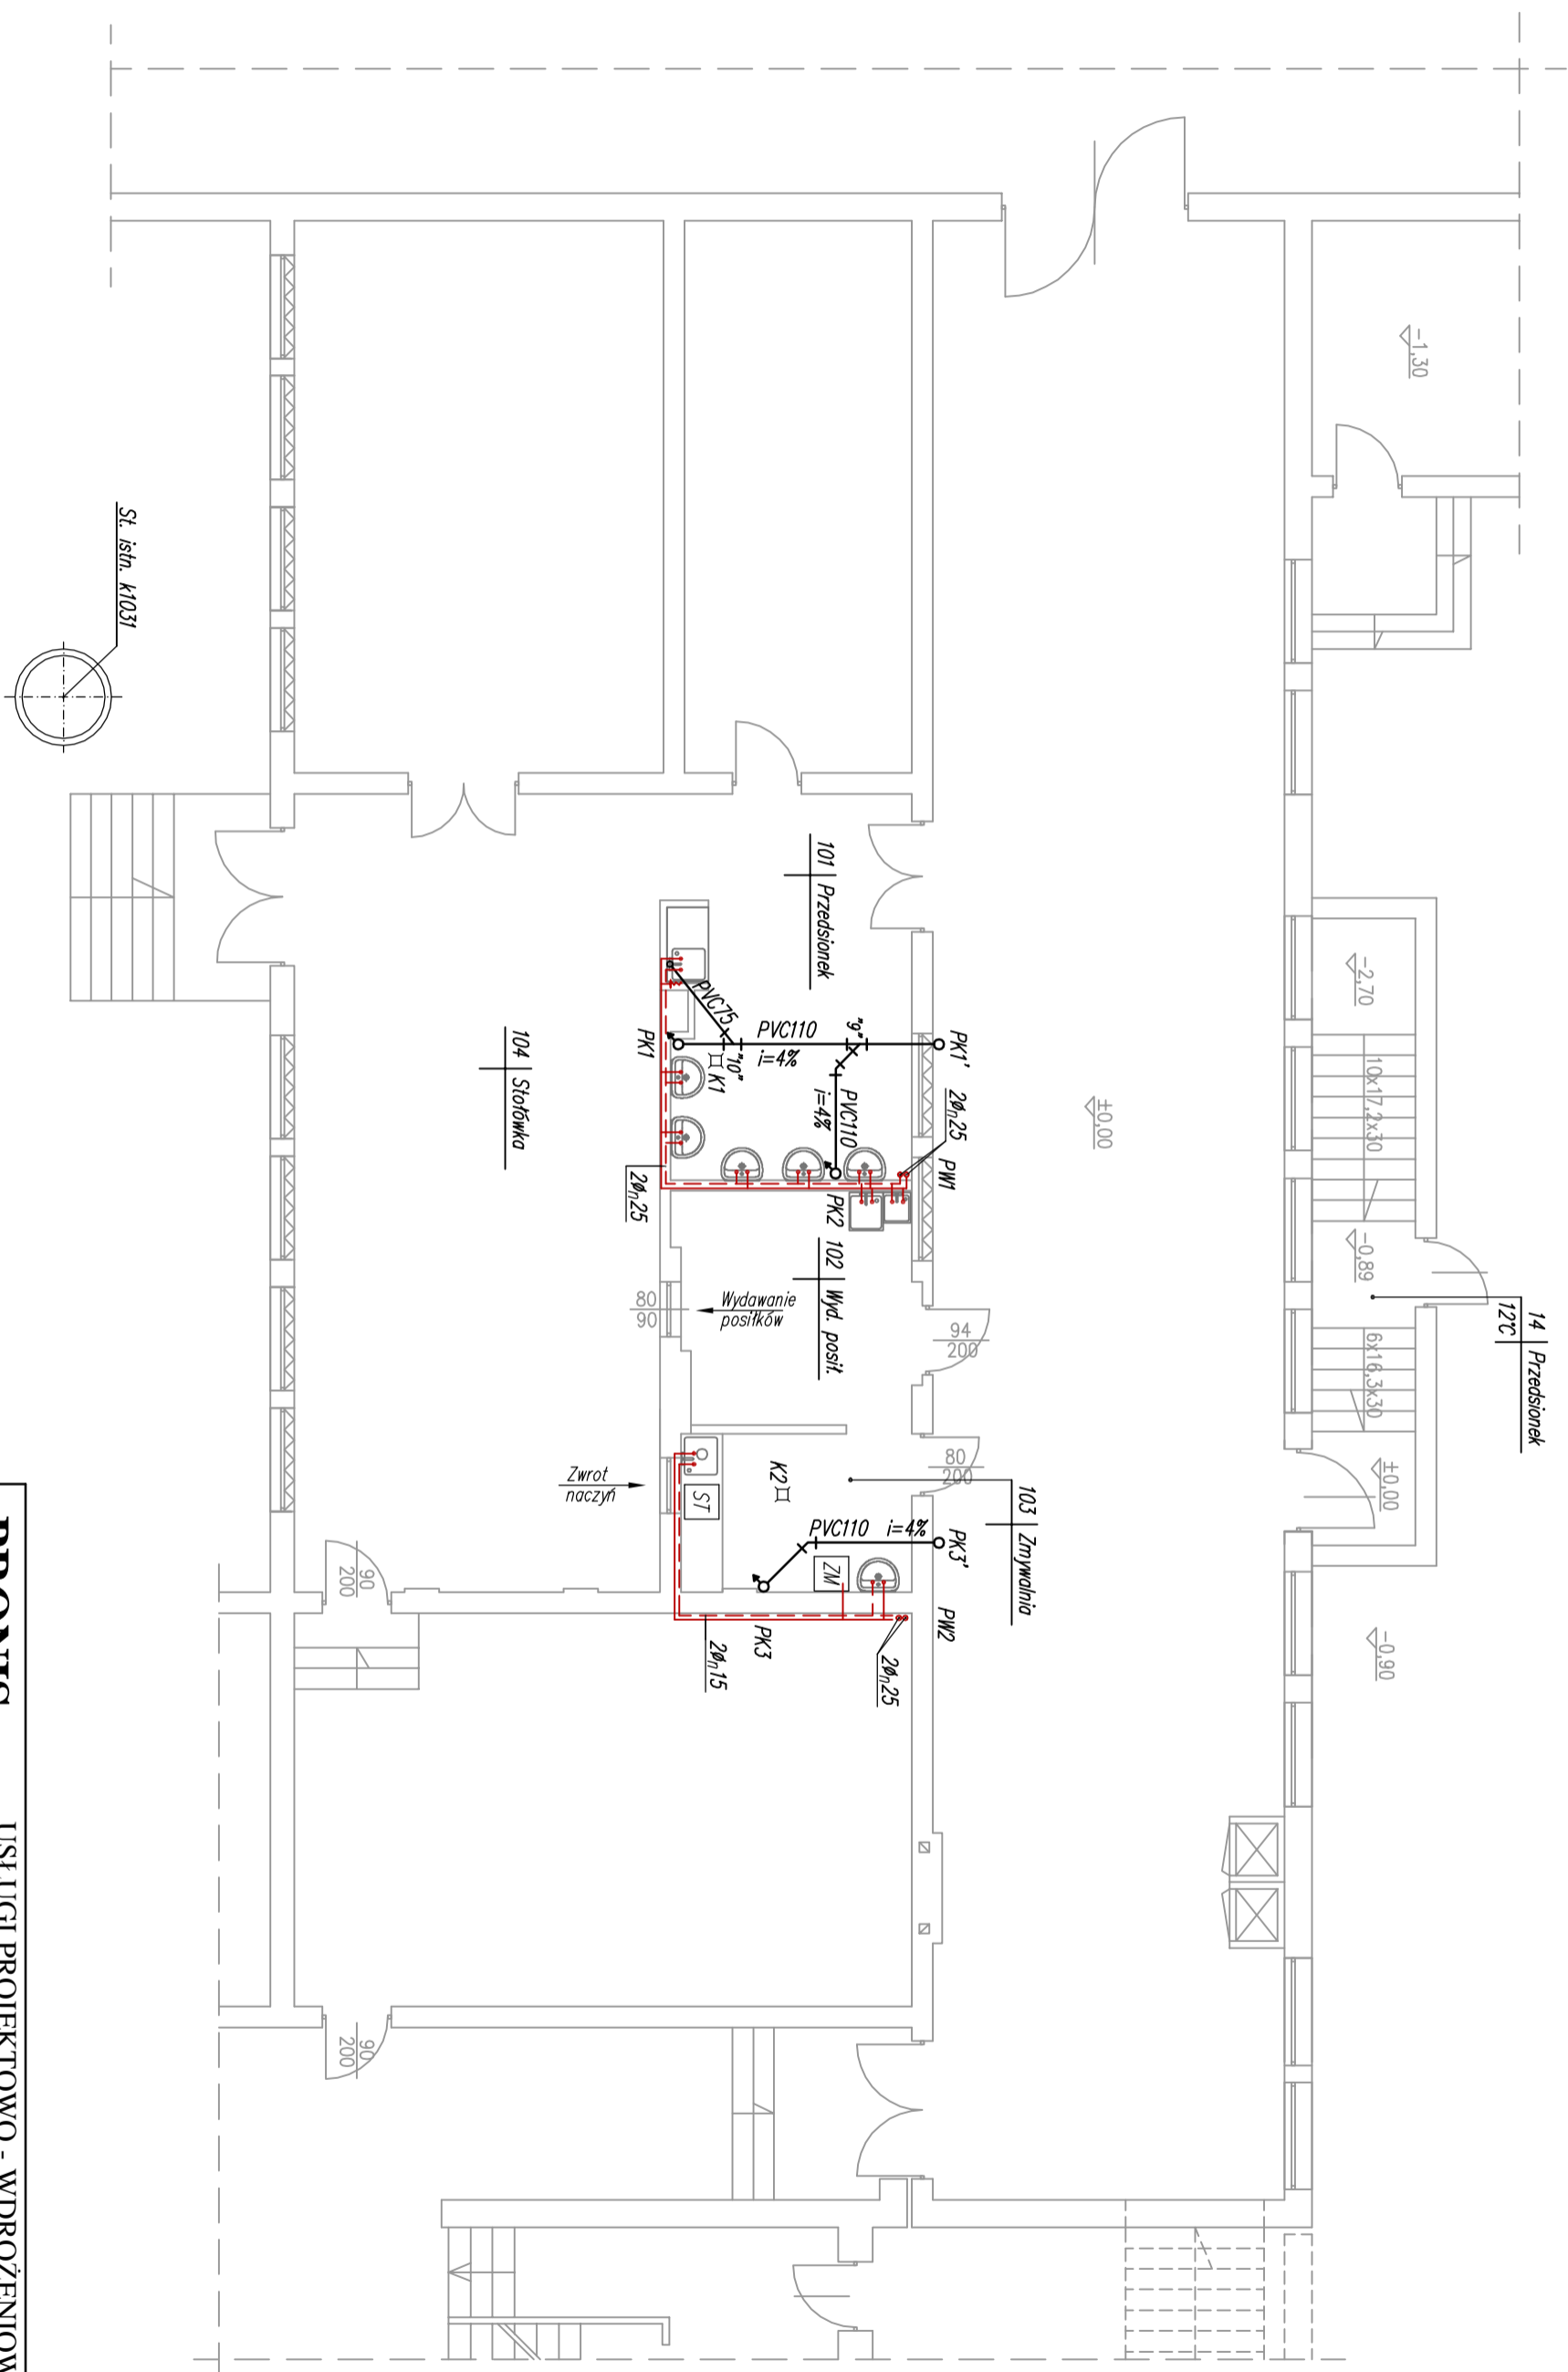 -1,30
St. istn. k1031
101 Przedsionek
-2,70
10x17,2x30
-0,89
14 Przedsionek
12°C
6x16,3x30
±0,00
-0,90
±0,00
PK1'
2øn25
PW1
PVC75
PVC110
i=4%
"9"
"10"
PK1
K1
PVC110
i=4%
PK2
2øn25
104 Stołówka
102 Wyd. posił.
Wydawanie
posiłków
80
90
94
200
80
200
Zwrot
naczyń
ST
K2
103 Zmywalnia
PVC110 i=4%
PK3'
ZM
PW2
PK3
2øn15
2øn25
90
200
90
200
USŁUGI PROJEKTOWO - WDROŻENIOW